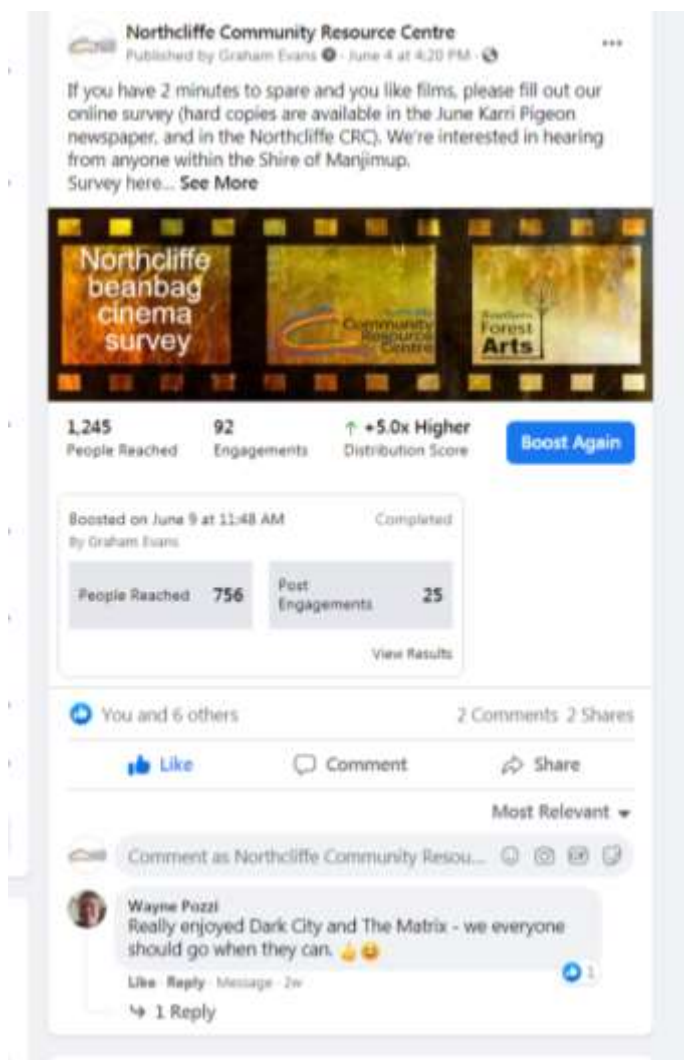 Northcliffe Community Resource Centre
Published by Graham Evans · June 4 at 4:20 PM ·
If you have 2 minutes to spare and you like films, please fill out our
online survey (hard copies are available in the June Karri Pigeon
newspaper, and in the Northcliffe CRC). We're interested in hearing
from anyone within the Shire of Manjimup.
Survey here... See More
Northcliffe
beanbag
cinema
survey
Community
Resource
Centre
Southern
Forest
Arts
1,245
People Reached
92
Engagements
+5.0x Higher
Distribution Score
Boost Again
Boosted on June 9 at 11:48 AM
Completed
By Graham Evans
People Reached 756
Post
Engagements 25
View Results
You and 6 others
2 Comments 2 Shares
Like
Comment
Share
Most Relevant
Comment as Northcliffe Community Resou...
Wayne Pozzi
Really enjoyed Dark City and The Matrix - we everyone
should go when they can. 👍😄
1
Like · Reply · Message · 2w
1 Reply